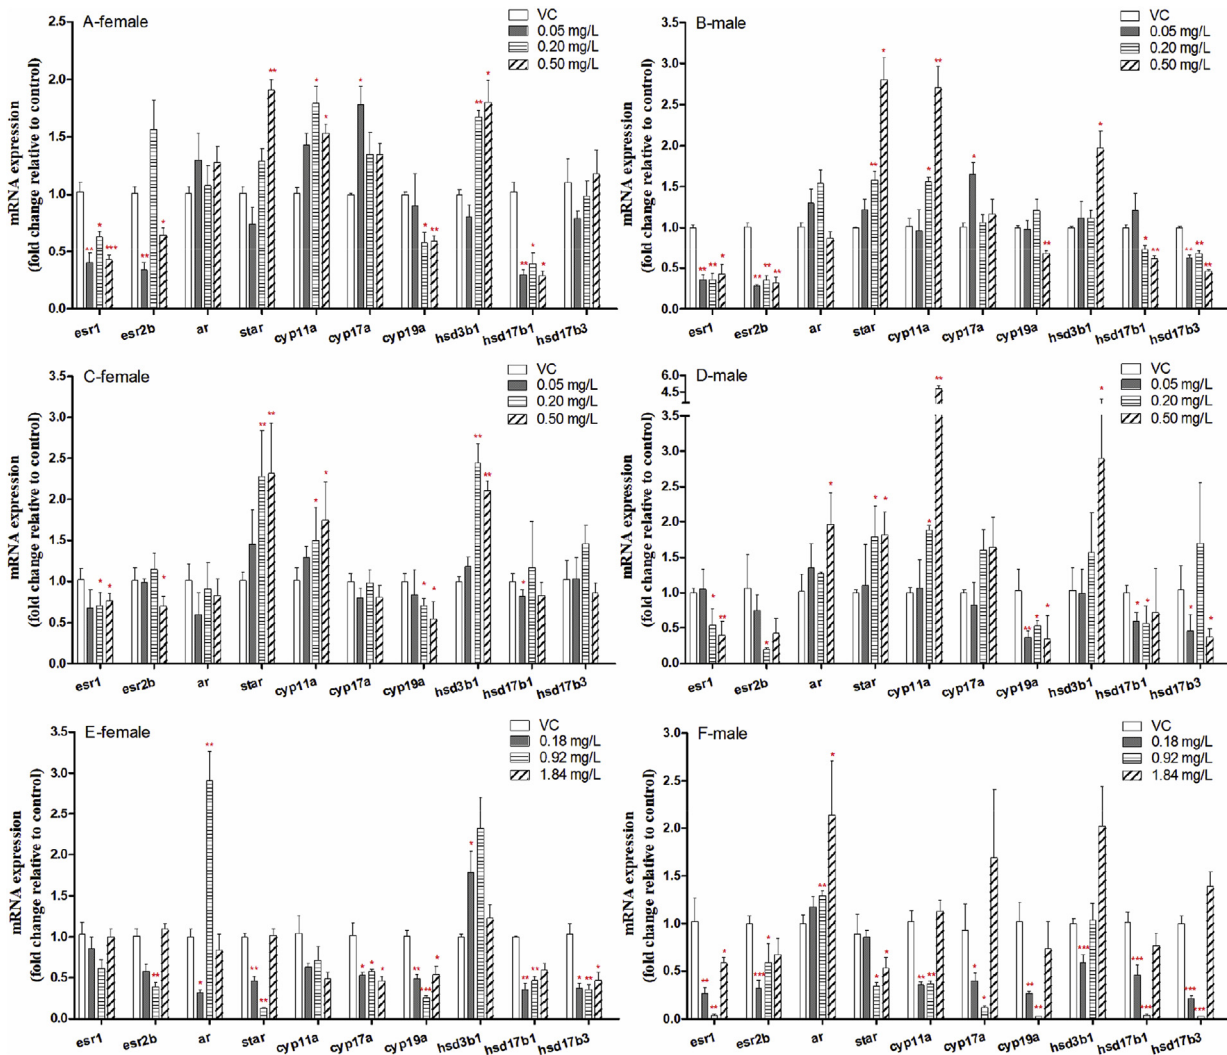 A-female
VC
0.05 mg/L
0.20 mg/L
0.50 mg/L
mRNA expression
(fold change relative to control)
2.5
2.0
1.5
1.0
0.5
0.0
** * *** ** * ** * * * * ** ** * ** * *
esr1 esr2b ar star cyp11a cyp17a cyp19a hsd3b1 hsd17b1 hsd17b3
B-male
VC
0.05 mg/L
0.20 mg/L
0.50 mg/L
mRNA expression
(fold change relative to control)
3.5
3.0
2.5
2.0
1.5
1.0
0.5
0.0
** ** * ** ** ** ** * * ** * ** * * ** ** ** **
esr1 esr2b ar star cyp11a cyp17a cyp19a hsd3b1 hsd17b1 hsd17b3
C-female
VC
0.05 mg/L
0.20 mg/L
0.50 mg/L
mRNA expression
(fold change relative to control)
3.5
3.0
2.5
2.0
1.5
1.0
0.5
0.0
* * * ** ** * * * * ** ** *
esr1 esr2b ar star cyp11a cyp17a cyp19a hsd3b1 hsd17b1 hsd17b3
D-male
VC
0.05 mg/L
0.20 mg/L
0.50 mg/L
mRNA expression
(fold change relative to control)
6.0
4.5
3.5
3.0
2.5
2.0
1.5
1.0
0.5
0.0
* ** * * * * * ** ** * * * * * * *
esr1 esr2b ar star cyp11a cyp17a cyp19a hsd3b1 hsd17b1 hsd17b3
E-female
VC
0.18 mg/L
0.92 mg/L
1.84 mg/L
mRNA expression
(fold change relative to control)
3.5
3.0
2.5
2.0
1.5
1.0
0.5
0.0
** * ** ** ** * * * ** *** * * ** ** * ** *
esr1 esr2b ar star cyp11a cyp17a cyp19a hsd3b1 hsd17b1 hsd17b3
F-male
VC
0.18 mg/L
0.92 mg/L
1.84 mg/L
mRNA expression
(fold change relative to control)
3.0
2.5
2.0
1.5
1.0
0.5
0.0
** ** * *** * ** * * * ** ** * * ** ** *** *** *** *** ***
esr1 esr2b ar star cyp11a cyp17a cyp19a hsd3b1 hsd17b1 hsd17b3